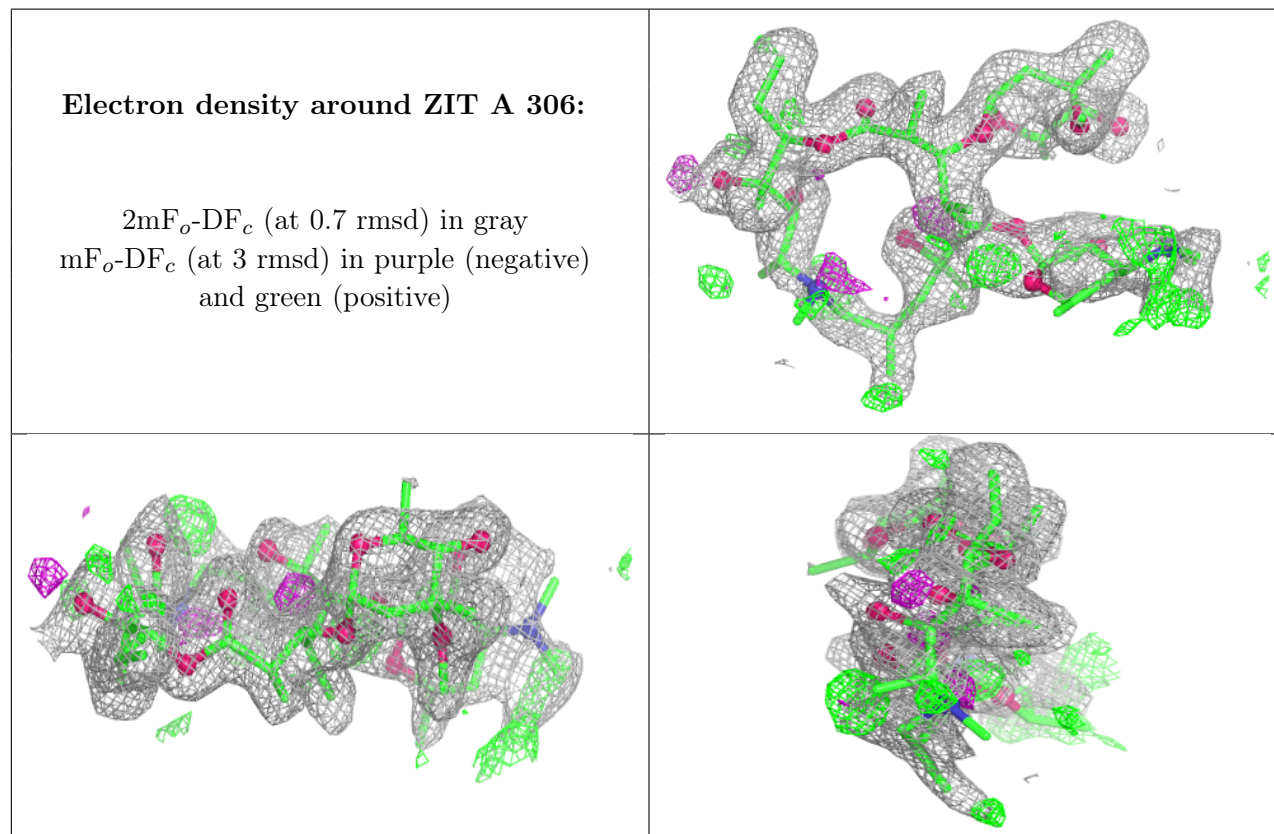 Electron density around ZIT A 306:
2mFo-DFc (at 0.7 rmsd) in gray
mFo-DFc (at 3 rmsd) in purple (negative)
and green (positive)